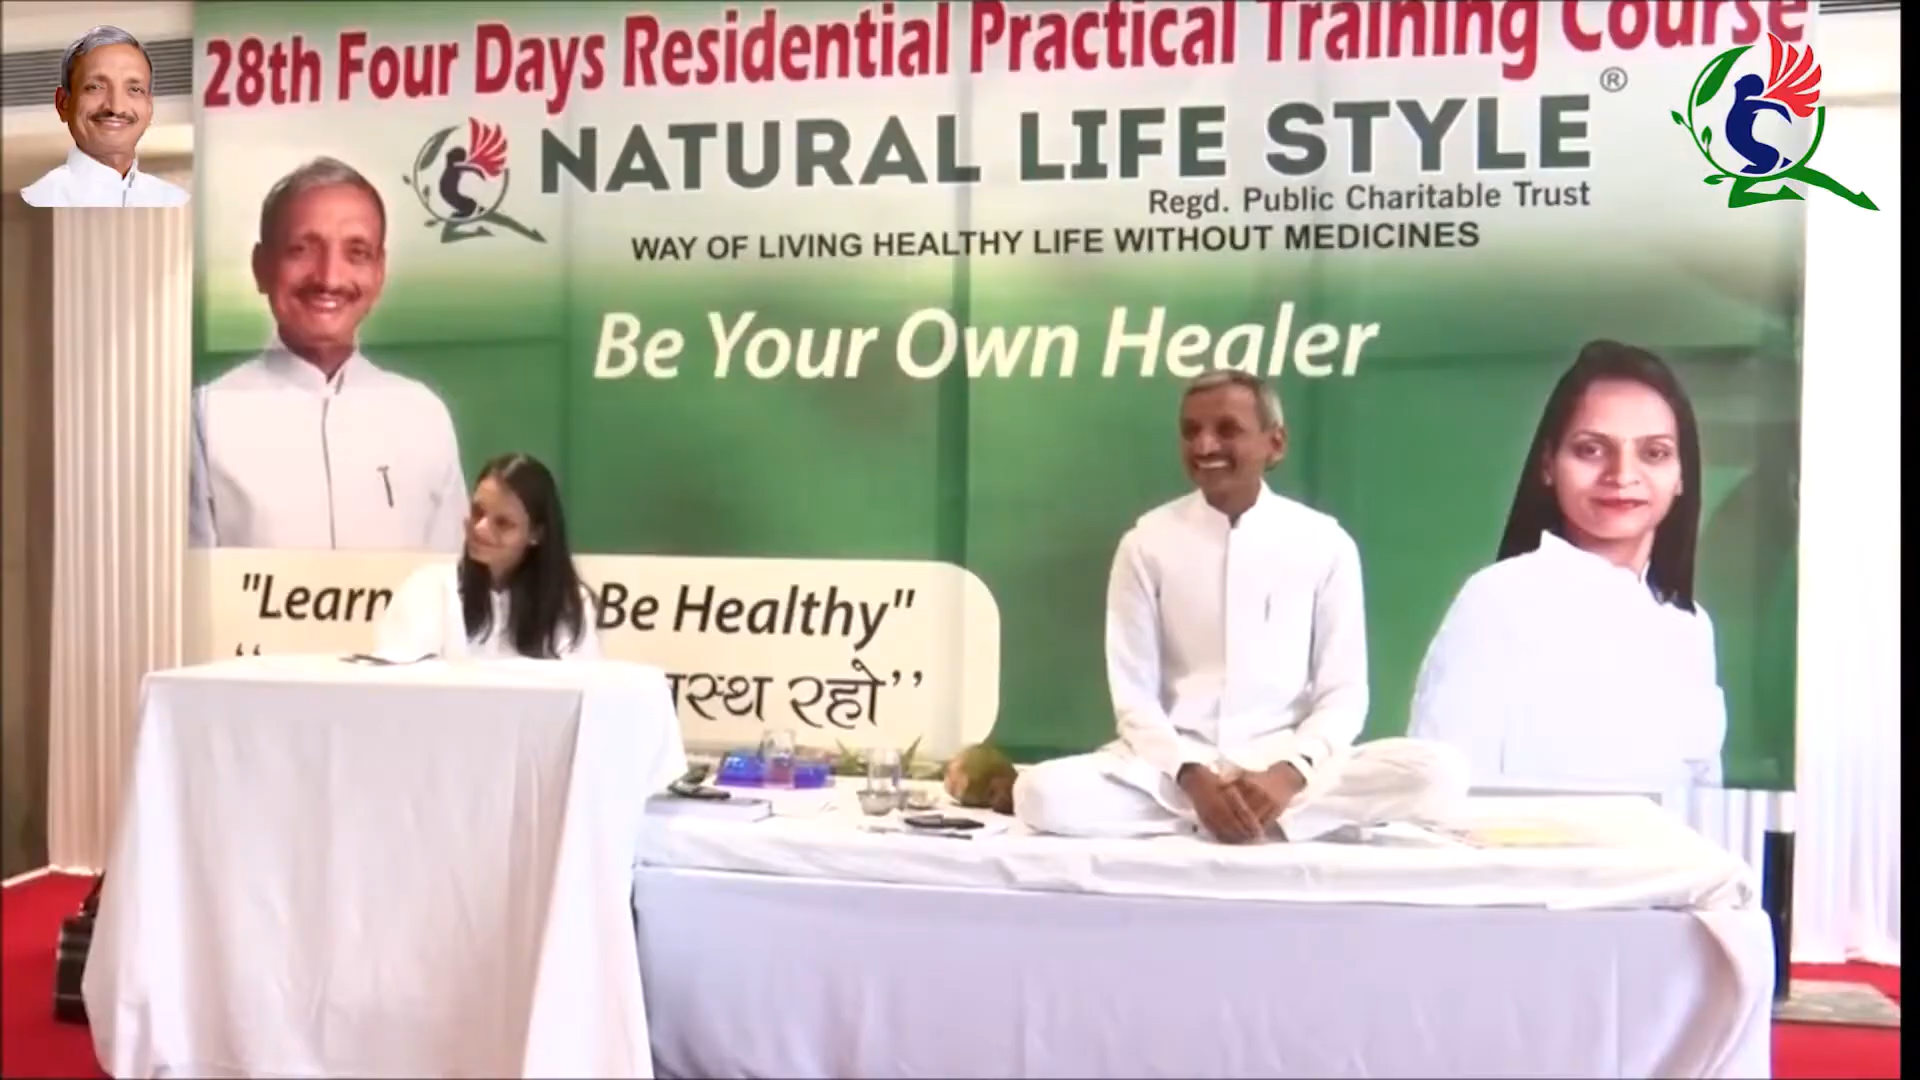 28th Four Days Residential Practical Training Course
NATURAL LIFE STYLE ®
Regd. Public Charitable Trust
WAY OF LIVING HEALTHY LIFE WITHOUT MEDICINES
Be Your Own Healer
"Learn Be Healthy"
रहो’’